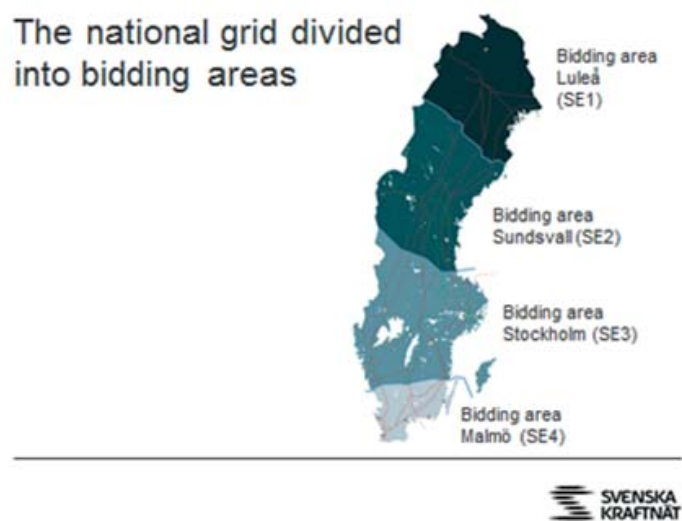 The national grid divided
into bidding areas
Bidding area
Luleå
(SE1)
Bidding area
Sundsvall (SE2)
Bidding area
Stockholm (SE3)
Bidding area
Malmö (SE4)
SVENSKA
KRAFTNÄT